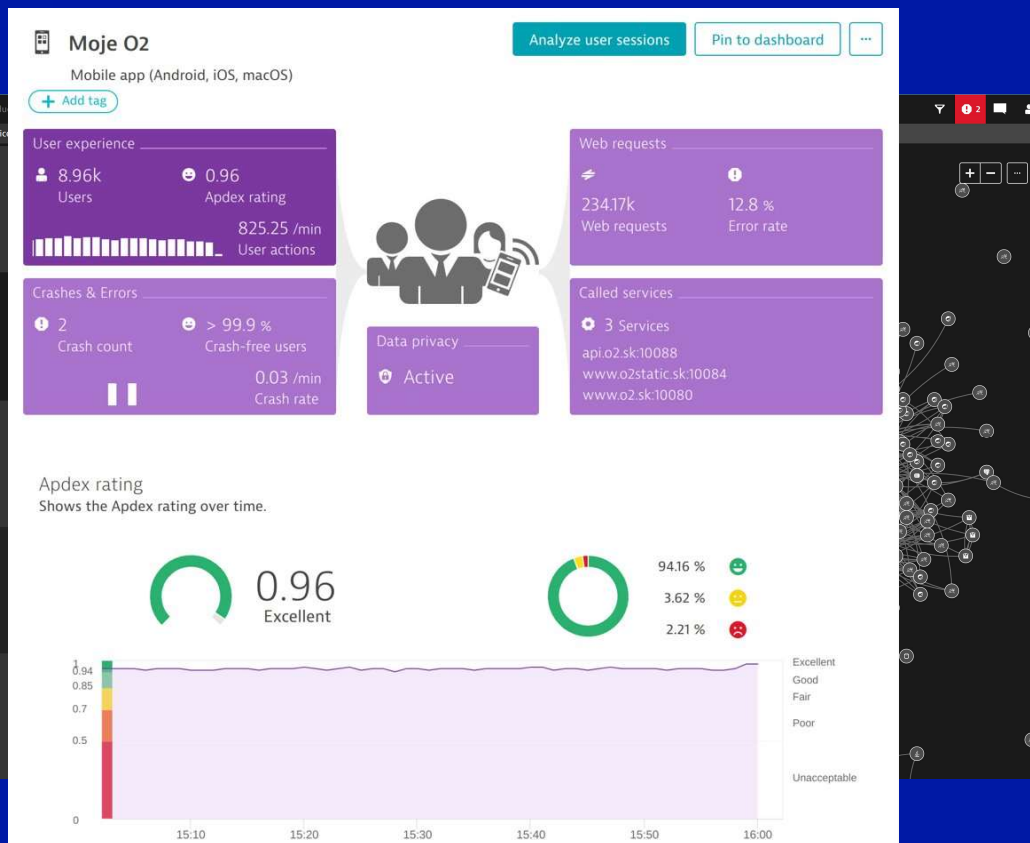 Moje O2
Analyze user sessions
Pin to dashboard
...
Mobile app (Android, iOS, macOS)
+ Add tag
User experience
8.96k
Users
0.96
Apdex rating
825.25 /min
User actions
Web requests
234.17k
Web requests
12.8 %
Error rate
Crashes & Errors
2
Crash count
> 99.9 %
Crash-free users
0.03 /min
Crash rate
Data privacy
Active
Called services
3 Services
api.o2.sk:10088
www.o2static.sk:10084
www.o2.sk:10080
2
Apdex rating
Shows the Apdex rating over time.
0.96
Excellent
94.16 %
3.62 %
2.21 %
1
0.94
0.85
0.7
0.5
0
Excellent
Good
Fair
Poor
Unacceptable
15:10
15:20
15:30
15:40
15:50
16:00